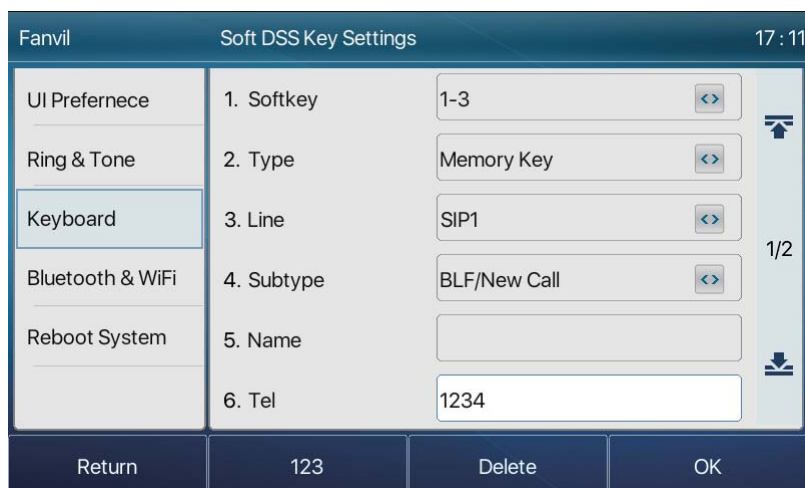 Fanvil Soft DSS Key Settings 17:11
UI Prefernece
Ring & Tone
Keyboard
Bluetooth & WiFi
Reboot System
1. Softkey 1-3
2. Type Memory Key
3. Line SIP1
4. Subtype BLF/New Call
5. Name
6. Tel 1234
1/2
Return 123 Delete OK